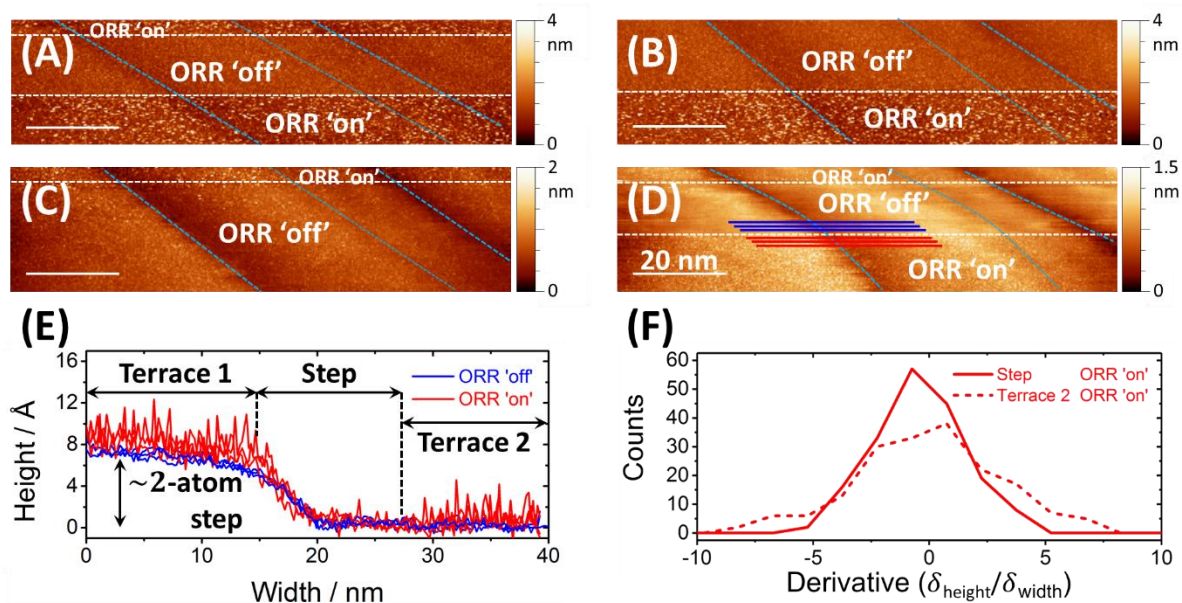 (A)
ORR 'on'
ORR 'off'
ORR 'on'
4
nm
0
(B)
ORR 'off'
ORR 'on'
4
nm
0
(C)
ORR 'on'
ORR 'off'
2
nm
0
(D)
ORR 'on'
ORR 'off'
ORR 'on'
20 nm
1.5
nm
0
(E)
Terrace 1
Step
Terrace 2
ORR 'off'
ORR 'on'
~2-atom
step
Height / Å
16
12
8
4
0
0 10 20 30 40
Width / nm
(F)
Step ORR 'on'
Terrace 2 ORR 'on'
Counts
60
50
40
30
20
10
0
-10 -5 0 5 10
Derivative (δheight/δwidth)